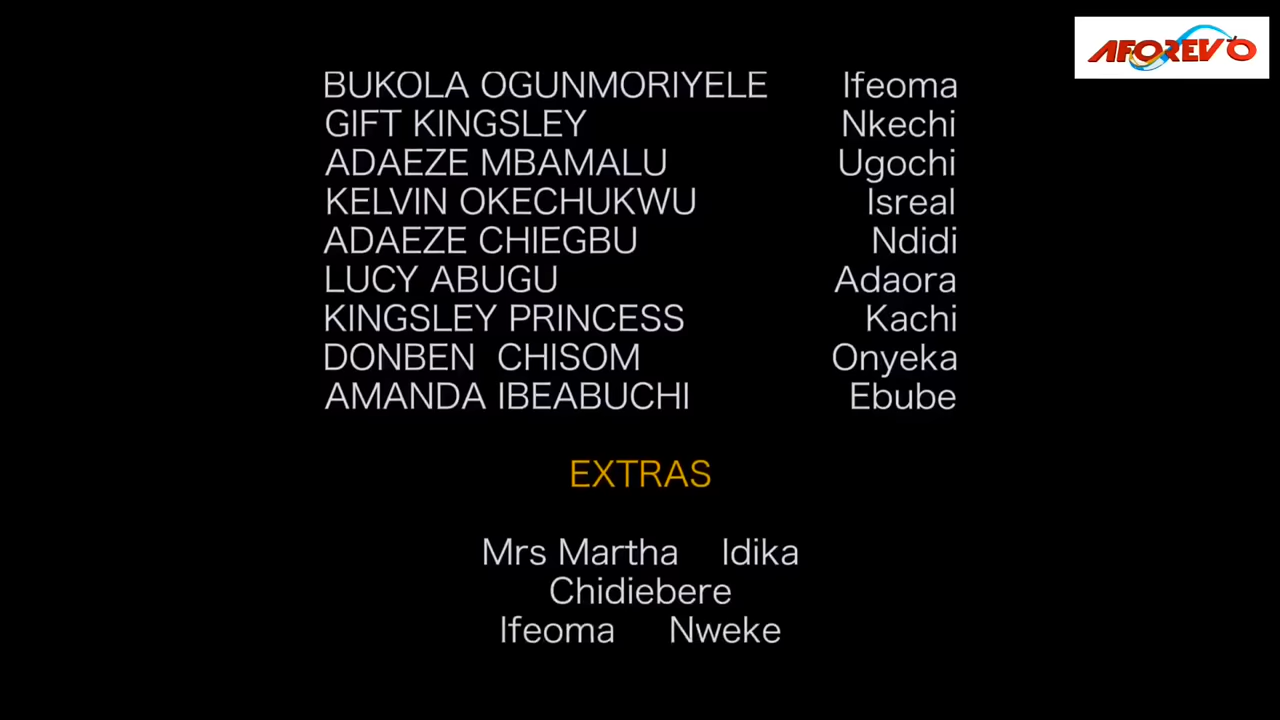 AFOREVO
BUKOLA OGUNMORIYELE Ifeoma
GIFT KINGSLEY Nkechi
ADAEZE MBAMALU Ugochi
KELVIN OKECHUKWU Isreal
ADAEZE CHIEGBU Ndidi
LUCY ABUGU Adaora
KINGSLEY PRINCESS Kachi
DONBEN CHISOM Onyeka
AMANDA IBEABUCHI Ebube
EXTRAS
Mrs Martha Idika
Chidiebere
Ifeoma Nweke